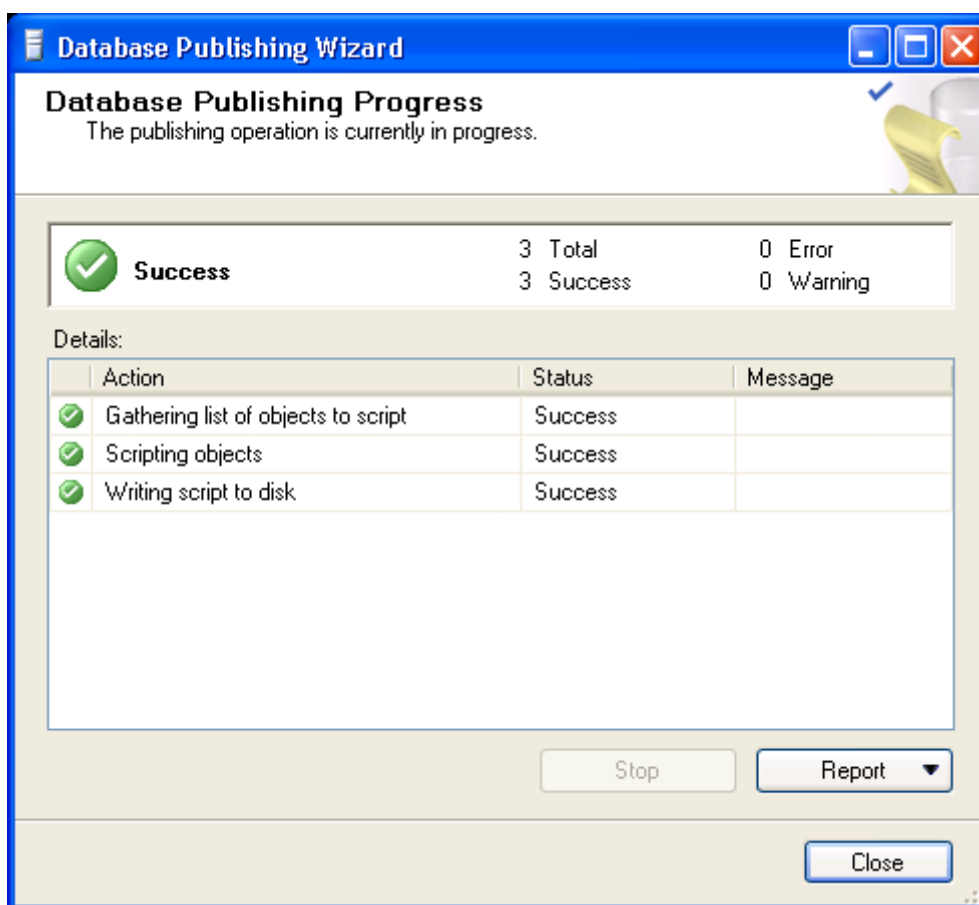 Database Publishing Wizard
Database Publishing Progress
The publishing operation is currently in progress.
Success 3 Total 0 Error
3 Success 0 Warning
Details:
Action Status Message
Gathering list of objects to script Success
Scripting objects Success
Writing script to disk Success
Stop Report
Close